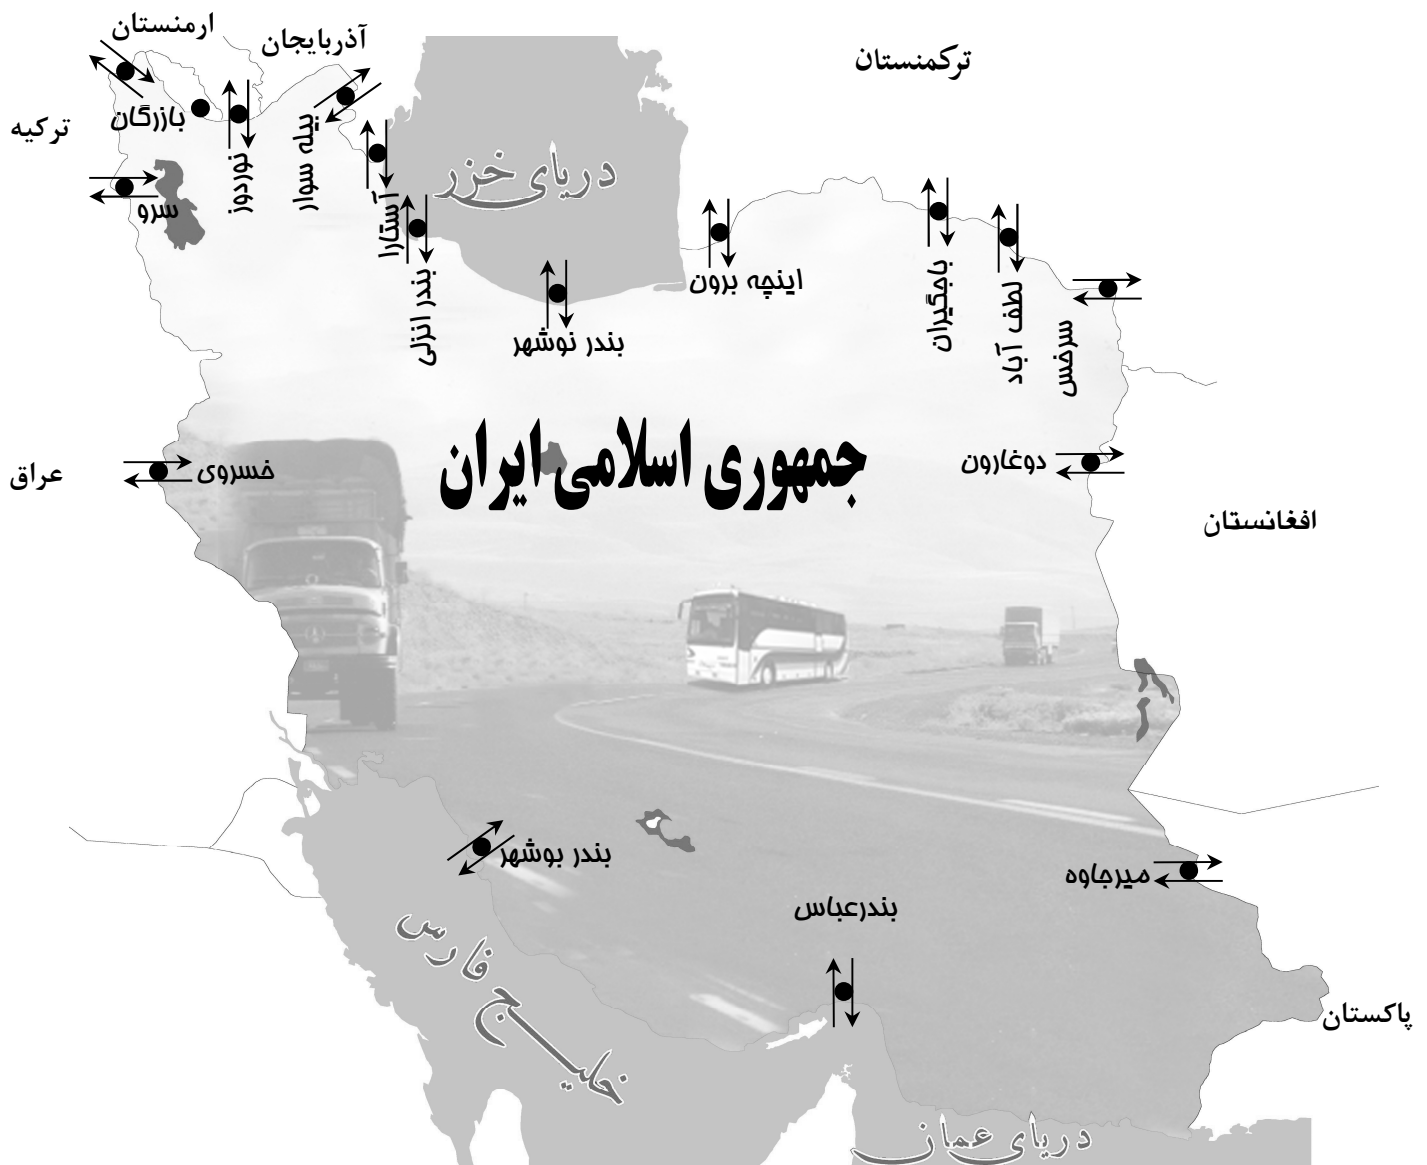 ارمنستان
آذربایجان
ترکمنستان
ترکیه
بازرگان
نوردوز
بیله سوار
سرو
آستارا
دریای خزر
بندر انزلی
بندر نوشهر
اینچه برون
باجگیران
لطف آباد
سرخس
جمهوری اسلامی ایران
عراق
خسروی
دوغارون
افغانستان
بندر بوشهر
میرجاوه
بندرعباس
خلیج فارس
پاکستان
دریای عمان